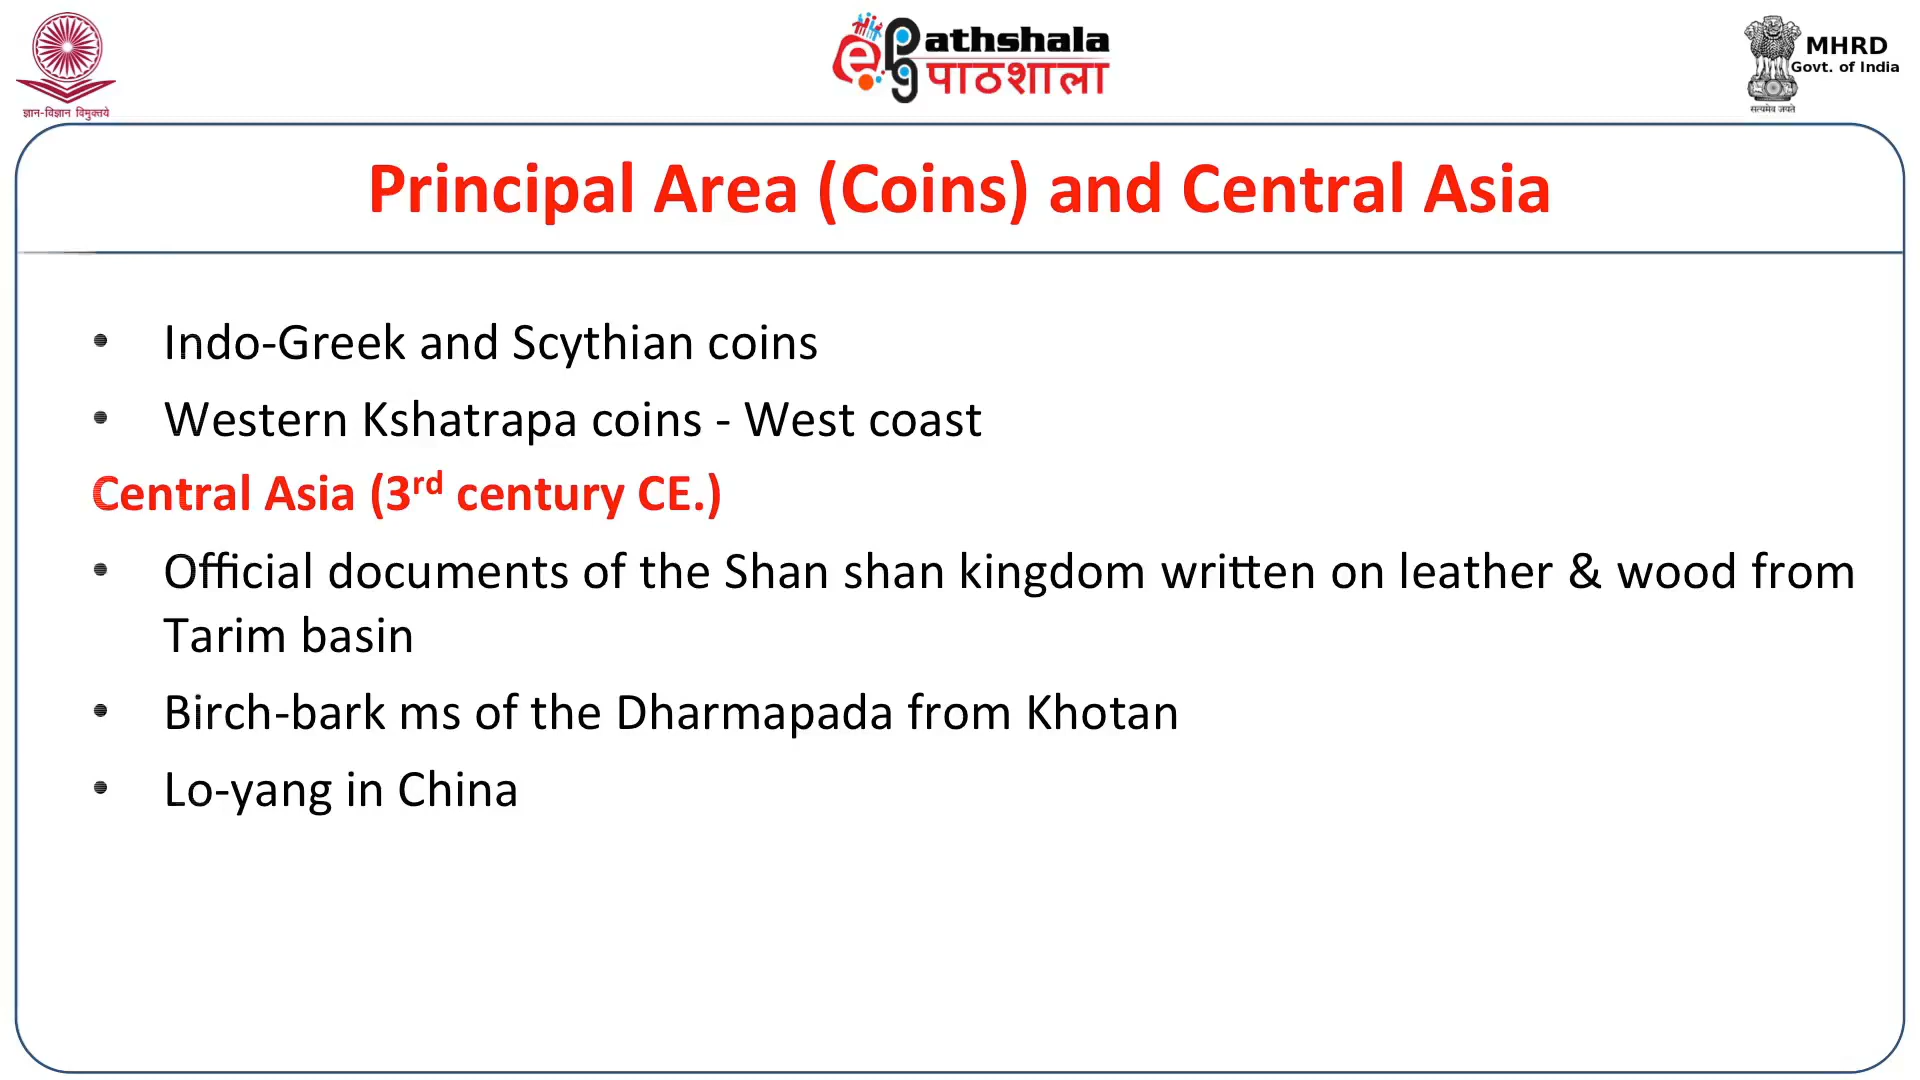 ज्ञान-विज्ञान विमुक्तये
ePg Pathshala
पाठशाला
सत्यमेव जयते
MHRD
Govt. of India
Principal Area (Coins) and Central Asia
• Indo-Greek and Scythian coins
• Western Kshatrapa coins - West coast
Central Asia (3rd century CE.)
• Official documents of the Shan shan kingdom written on leather & wood from
Tarim basin
• Birch-bark ms of the Dharmapada from Khotan
• Lo-yang in China